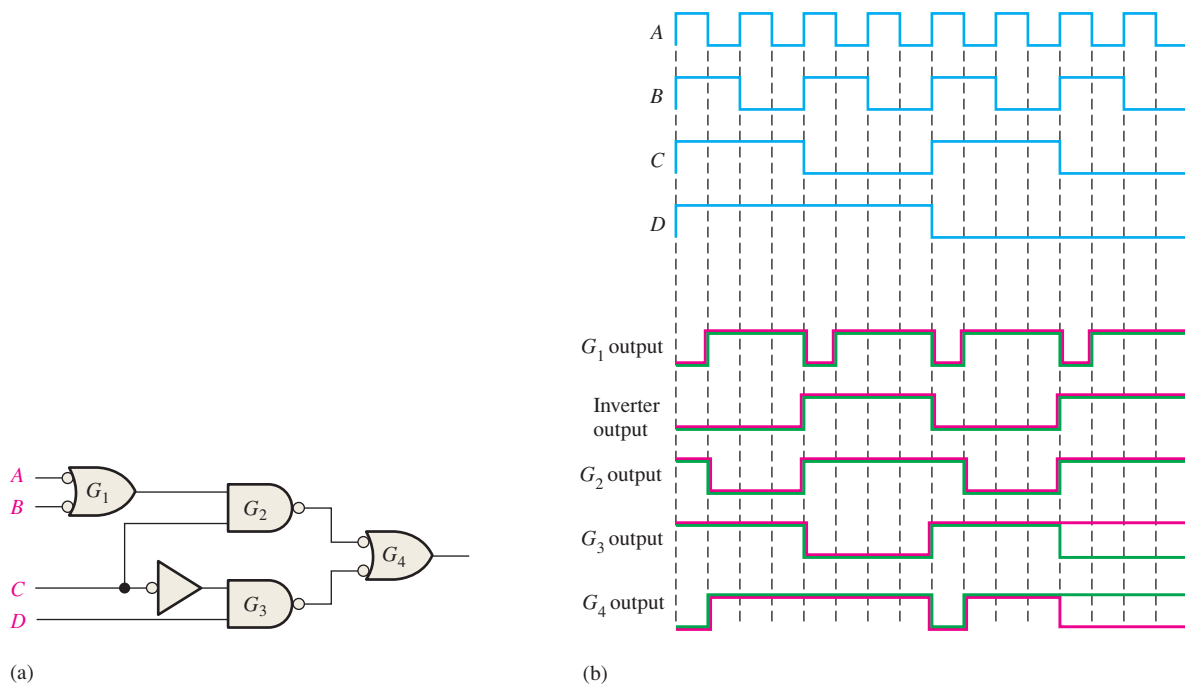 A
B
C
D
G1
G2
G3
G4
(a)
A
B
C
D
G1 output
Inverter
output
G2 output
G3 output
G4 output
(b)